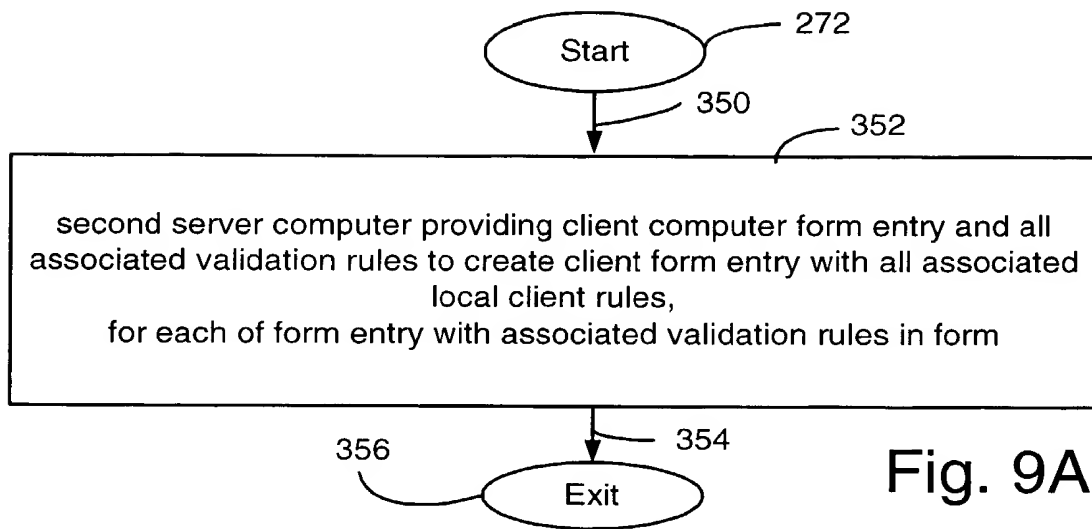 272
Start
350
352
second server computer providing client computer form entry and all
associated validation rules to create client form entry with all associated
local client rules,
for each of form entry with associated validation rules in form
354
356
Exit
Fig. 9A